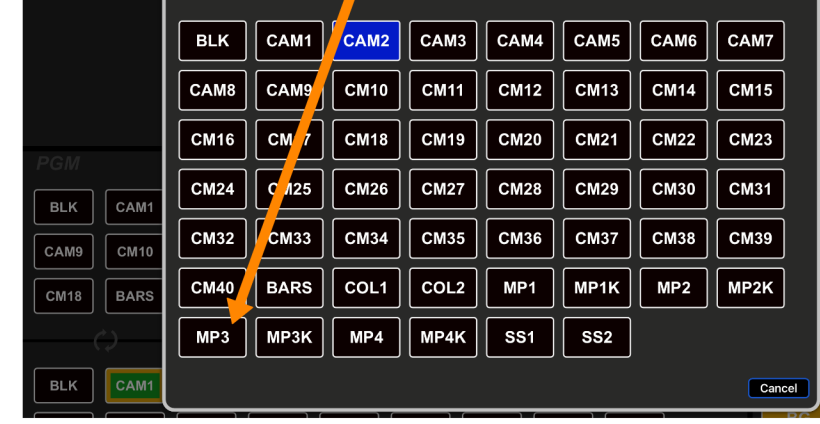 BLK CAM1 CAM2 CAM3 CAM4 CAM5 CAM6 CAM7
CAM8 CAM9 CM10 CM11 CM12 CM13 CM14 CM15
CM16 CM18 CM19 CM20 CM21 CM22 CM23
CM24 CM25 CM26 CM27 CM28 CM29 CM30 CM31
CM32 CM33 CM34 CM35 CM36 CM37 CM38 CM39
CM40 BARS COL1 COL2 MP1 MP1K MP2 MP2K
MP3 MP3K MP4 MP4K SS1 SS2
Cancel
PGM
BLK CAM1
CAM9 CM10
CM18 BARS
BLK CAM1